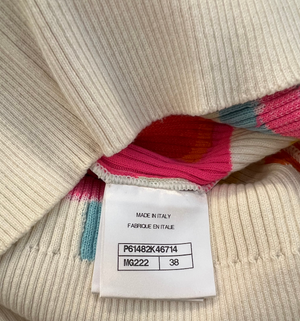 MADE IN ITALY
FABRIQUE EN ITALIE
P61482K46714
MG222 38